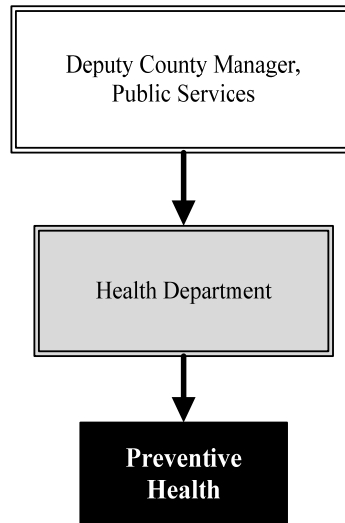 Deputy County Manager,
Public Services
Health Department
Preventive
Health